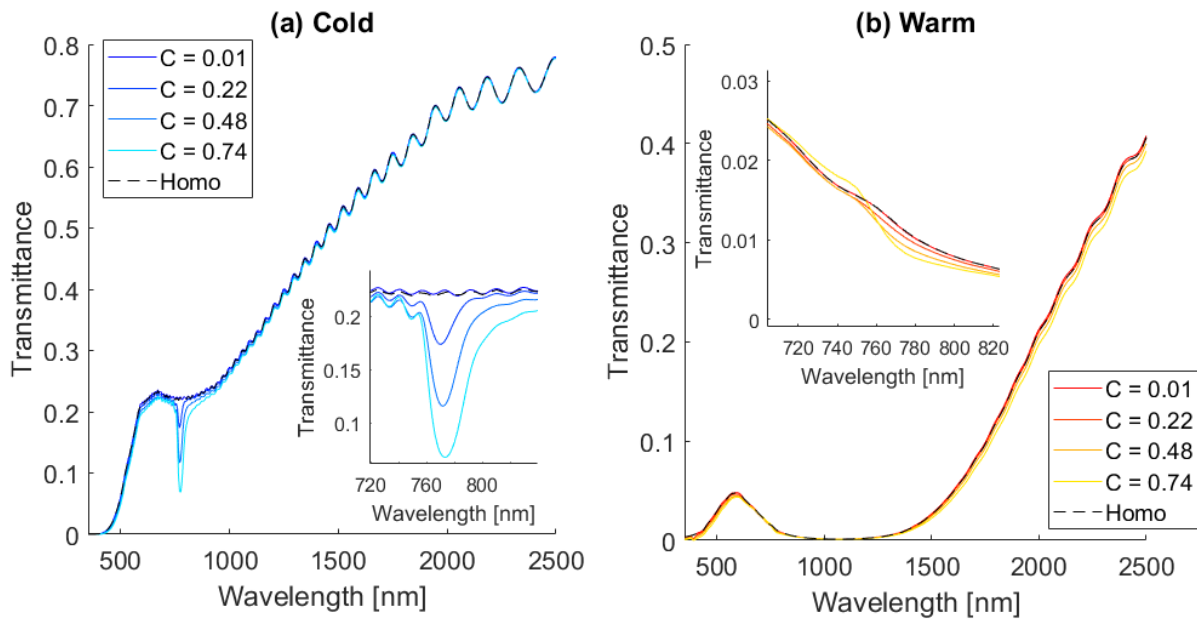 (a) Cold
0.8
0.7
0.6
0.5
0.4
0.3
0.2
0.1
0
Transmittance
C = 0.01
C = 0.22
C = 0.48
C = 0.74
Homo
0.2
0.15
0.1
Transmittance
720
760
800
Wavelength [nm]
500
1000
1500
2000
2500
Wavelength [nm]
(b) Warm
0.5
0.4
0.3
0.2
0.1
0
Transmittance
0.03
0.02
0.01
0
Transmittance
720
740
760
780
800
820
Wavelength [nm]
C = 0.01
C = 0.22
C = 0.48
C = 0.74
Homo
500
1000
1500
2000
2500
Wavelength [nm]